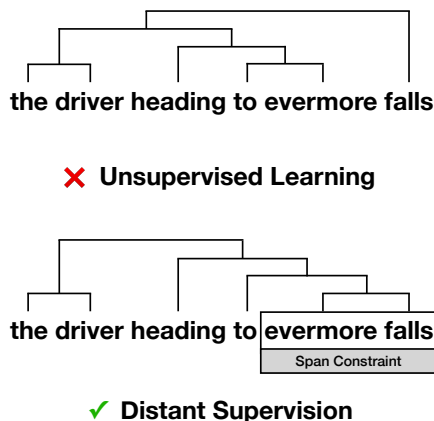 the driver heading to evermore falls
Unsupervised Learning
the driver heading to evermore falls
Span Constraint
Distant Supervision